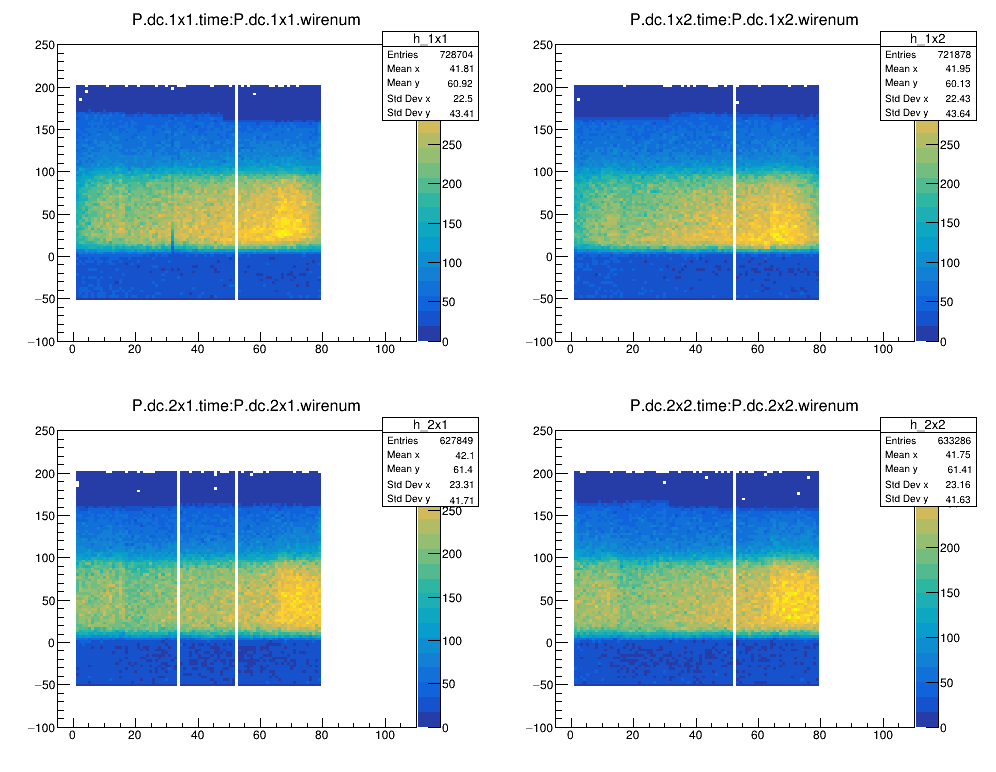 P.dc.1x1.time:P.dc.1x1.wirenum
h_1x1
Entries 728704
Mean x 41.81
Mean y 60.92
Std Dev x 22.5
Std Dev y 43.41
250
200
150
100
50
0
−50
−100
0 20 40 60 80 100
250
200
150
100
50
0
P.dc.1x2.time:P.dc.1x2.wirenum
h_1x2
Entries 721878
Mean x 41.95
Mean y 60.13
Std Dev x 22.43
Std Dev y 43.64
250
200
150
100
50
0
−50
−100
0 20 40 60 80 100
250
200
150
100
50
0
P.dc.2x1.time:P.dc.2x1.wirenum
h_2x1
Entries 627849
Mean x 42.1
Mean y 61.4
Std Dev x 23.31
Std Dev y 41.71
250
200
150
100
50
0
−50
−100
0 20 40 60 80 100
250
200
150
100
50
0
P.dc.2x2.time:P.dc.2x2.wirenum
h_2x2
Entries 633286
Mean x 41.75
Mean y 61.41
Std Dev x 23.16
Std Dev y 41.63
250
200
150
100
50
0
−50
−100
0 20 40 60 80 100
200
150
100
50
0